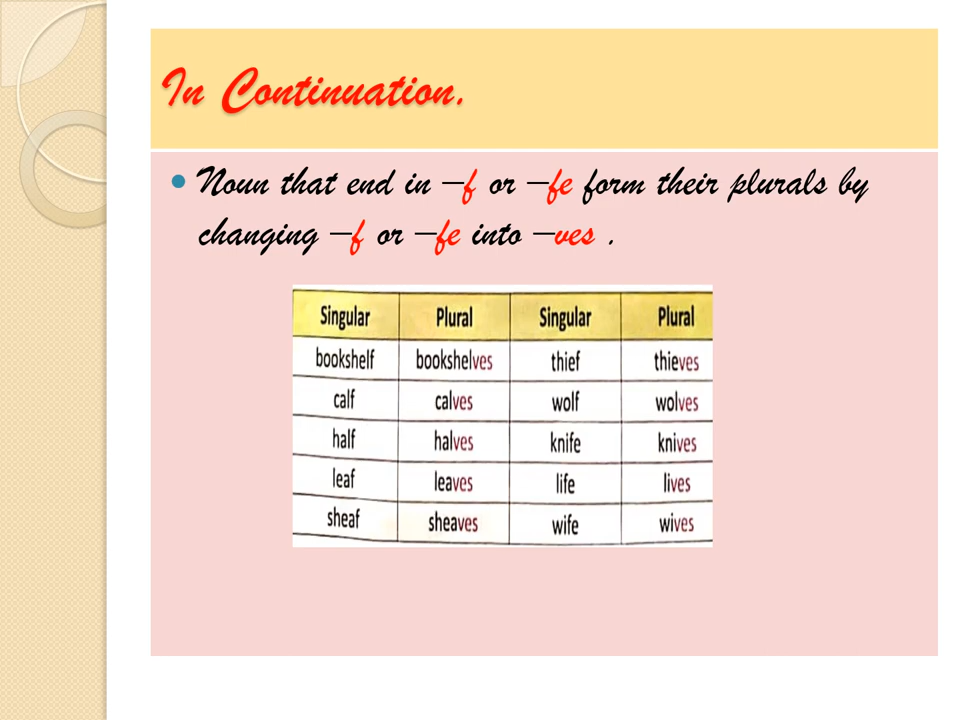 In Continuation.
Noun that end in –f or –fe form their plurals by
changing –f or –fe into –ves .
Singular Plural Singular Plural
bookshelf bookshelves thief thieves
calf calves wolf wolves
half halves knife knives
leaf leaves life lives
sheaf sheaves wife wives